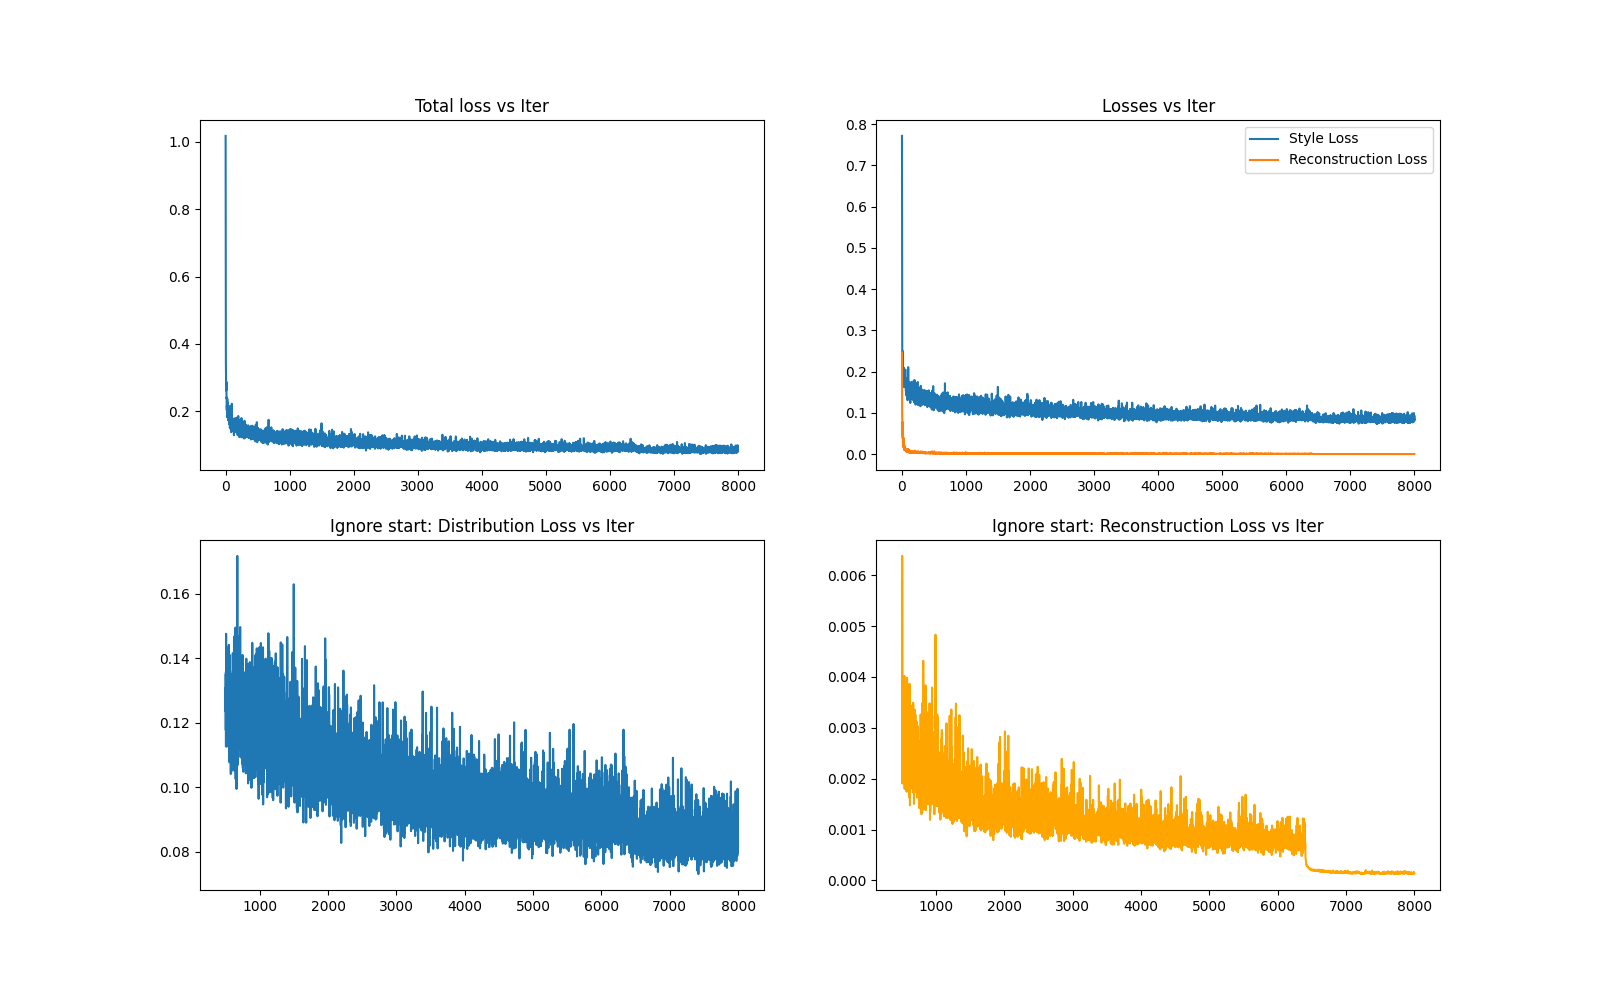 Total loss vs Iter
1.0
0.8
0.6
0.4
0.2
0 1000 2000 3000 4000 5000 6000 7000 8000
Losses vs Iter
Style Loss
Reconstruction Loss
0.8
0.7
0.6
0.5
0.4
0.3
0.2
0.1
0.0
0 1000 2000 3000 4000 5000 6000 7000 8000
Ignore start: Distribution Loss vs Iter
0.16
0.14
0.12
0.10
0.08
1000 2000 3000 4000 5000 6000 7000 8000
Ignore start: Reconstruction Loss vs Iter
0.006
0.005
0.004
0.003
0.002
0.001
0.000
1000 2000 3000 4000 5000 6000 7000 8000